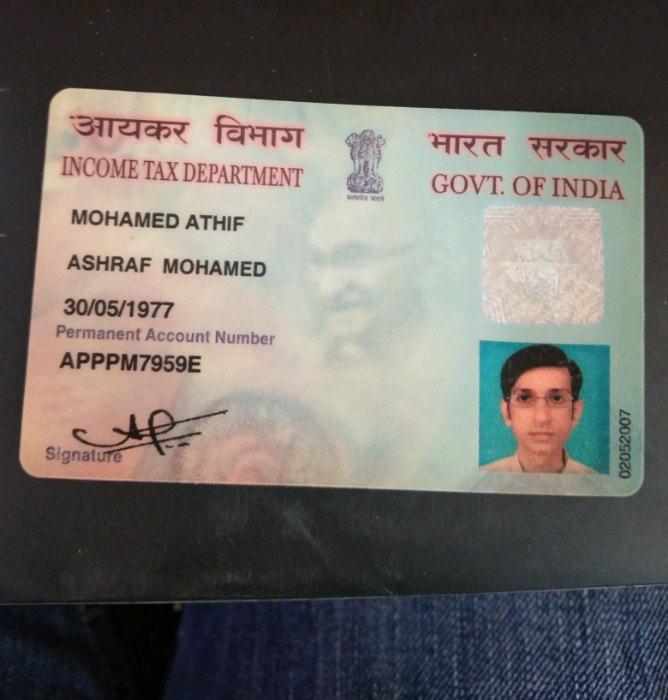 आयकर विभाग
INCOME TAX DEPARTMENT
भारत सरकार
GOVT. OF INDIA
सत्यमेव जयते
MOHAMED ATHIF
ASHRAF MOHAMED
30/05/1977
Permanent Account Number
APPPM7959E
Signature
02052007